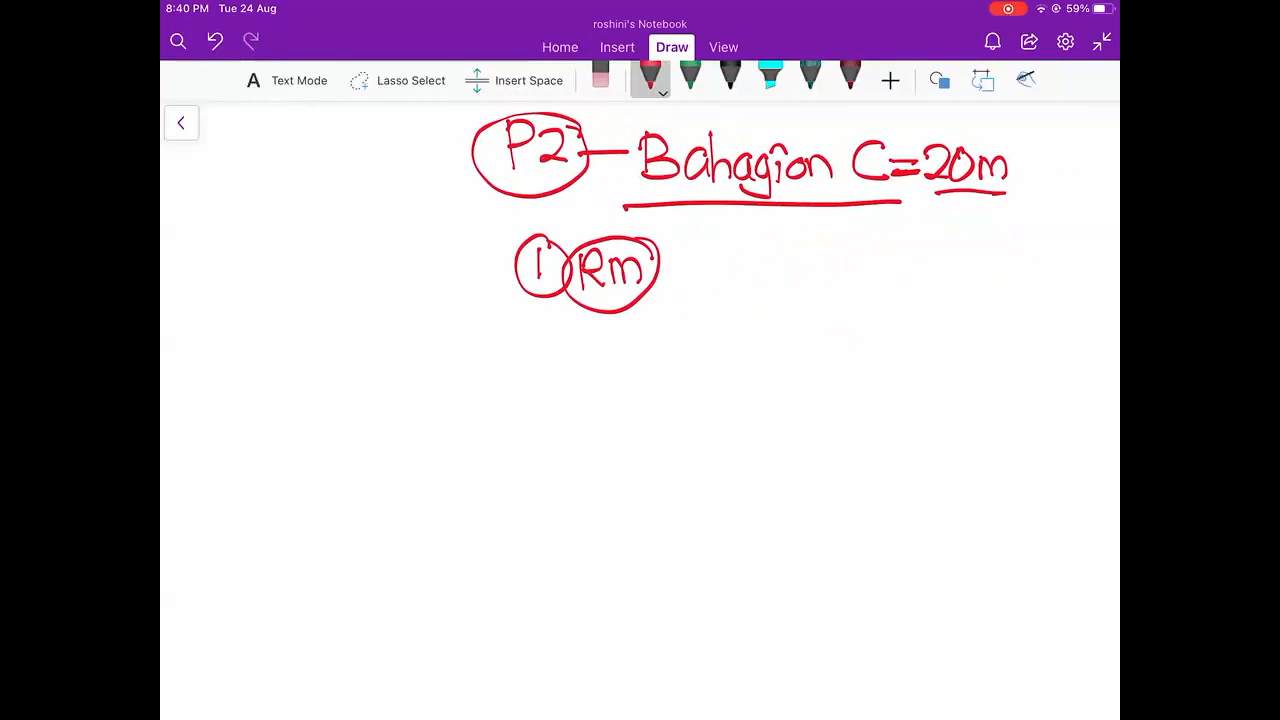 8:40 PM Tue 24 Aug 59%
roshini's Notebook
Home Insert Draw View
A Text Mode Lasso Select Insert Space
P2 — Bahagion C = 20m
1 Rm